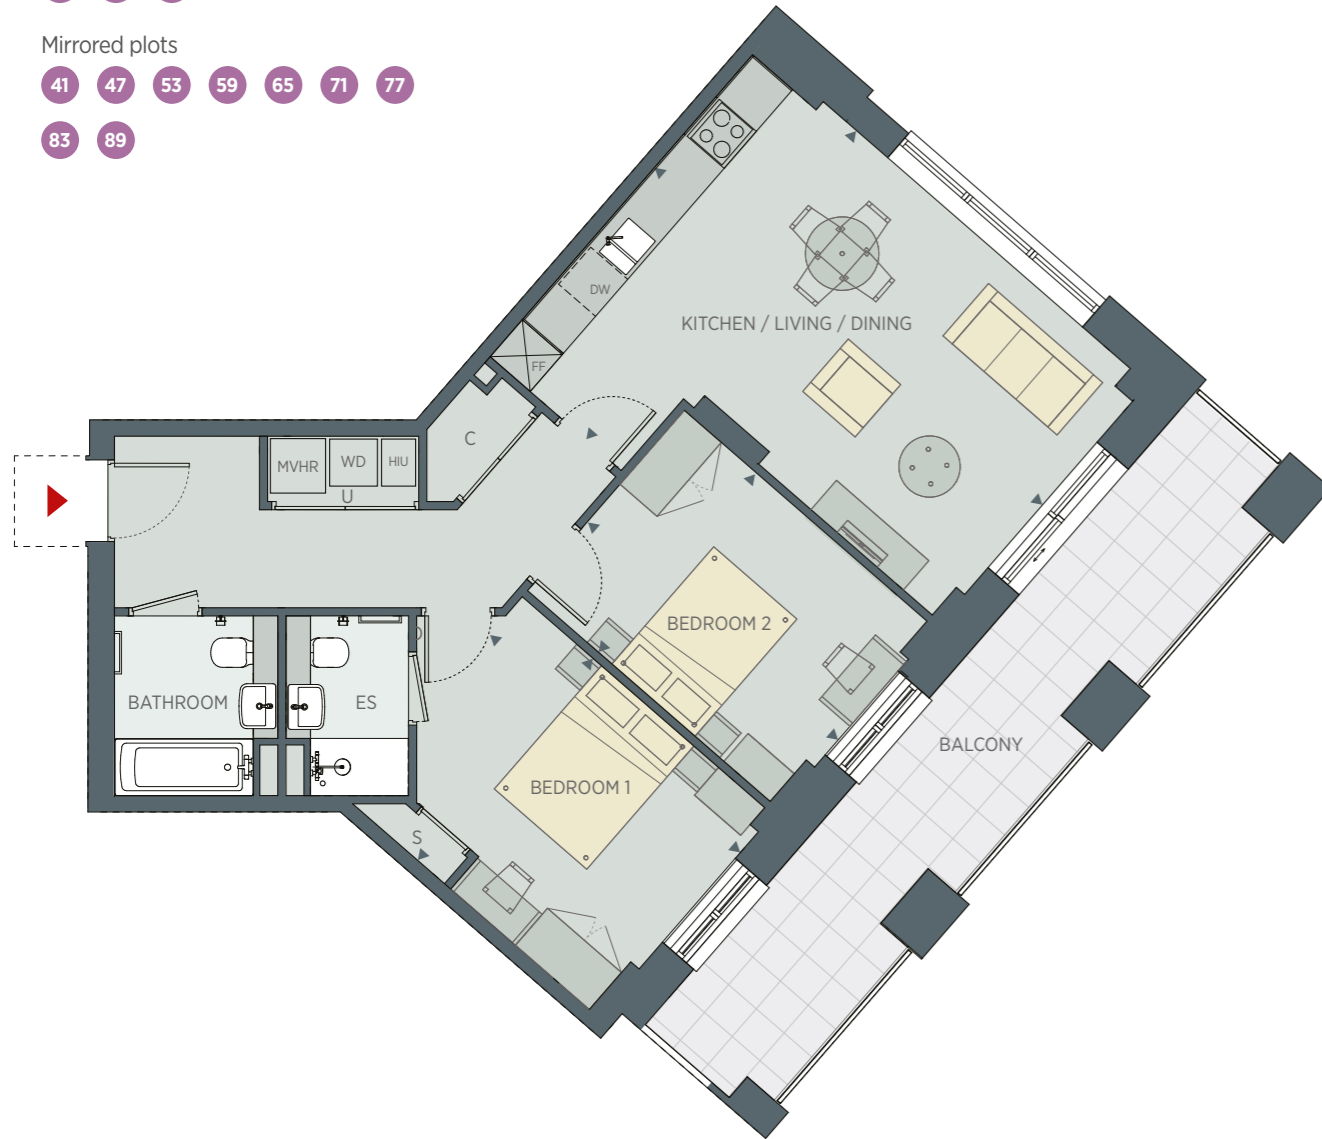 Mirrored plots
41 47 53 59 65 71 77
83 89
DW
KITCHEN / LIVING / DINING
FF
C
MVHR WD HIU
U
BEDROOM 2
BATHROOM ES
BALCONY
BEDROOM 1
S